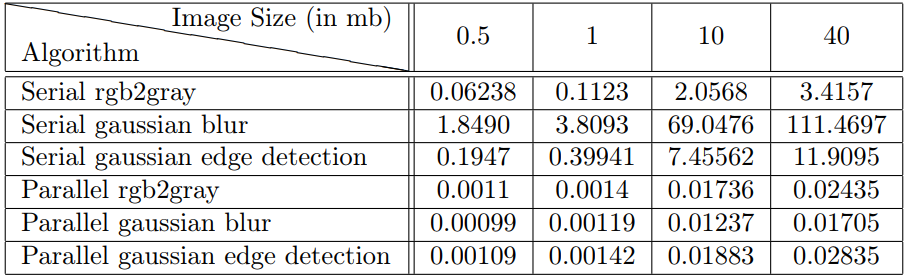 Image Size (in mb)
Algorithm
0.5 1 10 40
Serial rgb2gray 0.06238 0.1123 2.0568 3.4157
Serial gaussian blur 1.8490 3.8093 69.0476 111.4697
Serial gaussian edge detection 0.1947 0.39941 7.45562 11.9095
Parallel rgb2gray 0.0011 0.0014 0.01736 0.02435
Parallel gaussian blur 0.00099 0.00119 0.01237 0.01705
Parallel gaussian edge detection 0.00109 0.00142 0.01883 0.02835